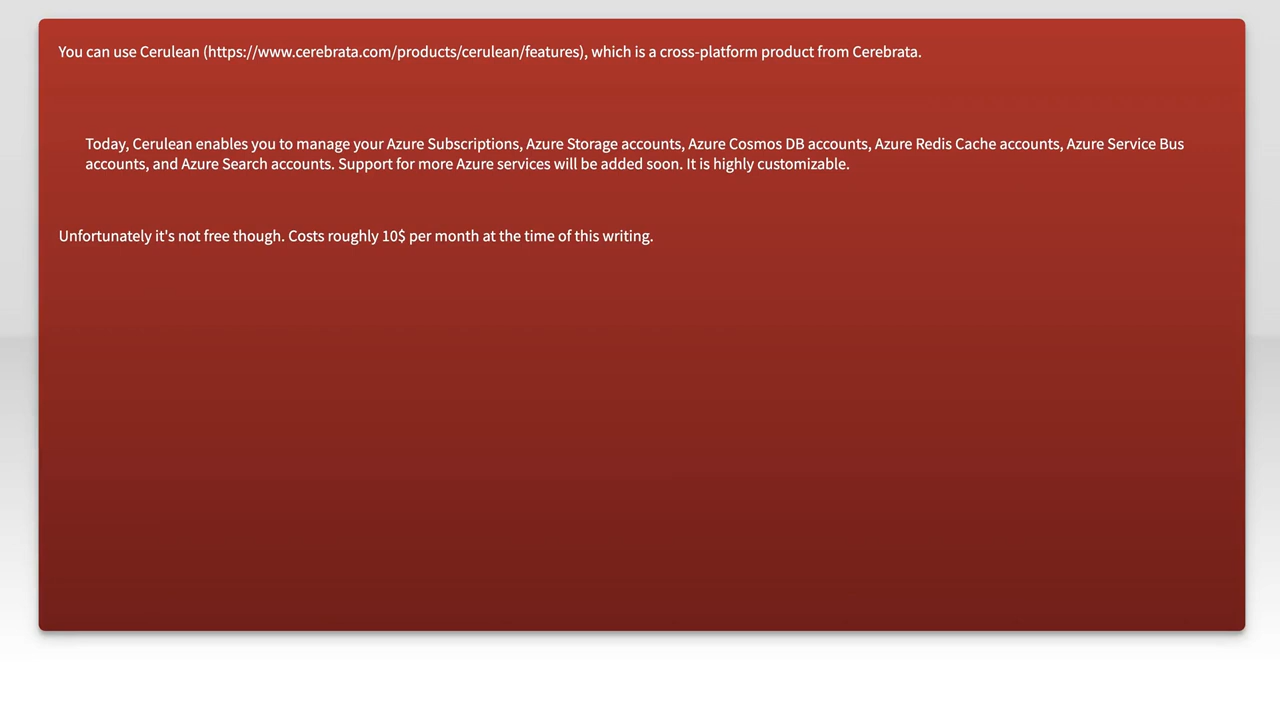 You can use Cerulean (https://www.cerebrata.com/products/cerulean/features), which is a cross-platform product from Cerebrata.
Today, Cerulean enables you to manage your Azure Subscriptions, Azure Storage accounts, Azure Cosmos DB accounts, Azure Redis Cache accounts, Azure Service Bus
accounts, and Azure Search accounts. Support for more Azure services will be added soon. It is highly customizable.
Unfortunately it's not free though. Costs roughly 10$ per month at the time of this writing.